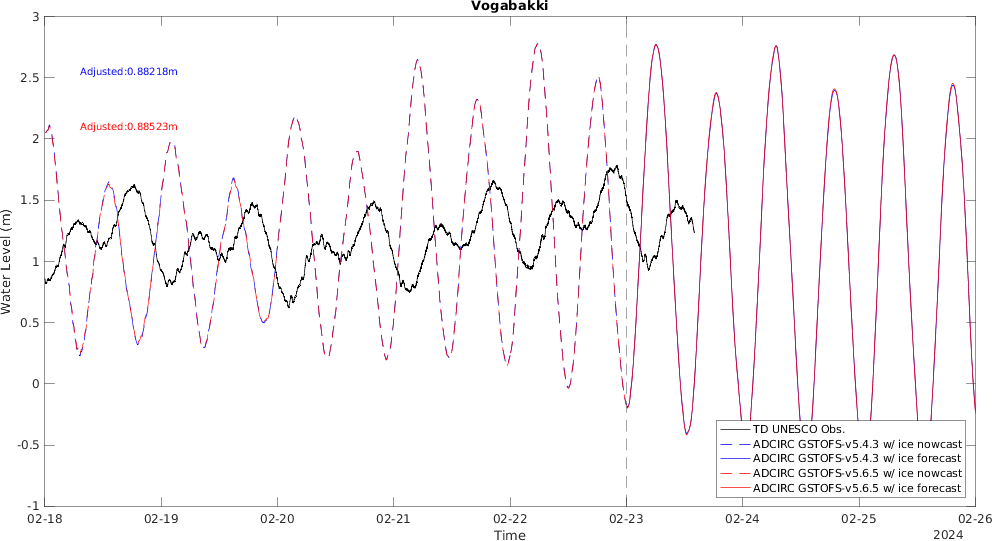 Vogabakki
3
2.5
2
1.5
1
0.5
0
-0.5
-1
Water Level (m)
Adjusted:0.88218m
Adjusted:0.88523m
TD UNESCO Obs.
ADCIRC GSTOFS-v5.4.3 w/ ice nowcast
ADCIRC GSTOFS-v5.4.3 w/ ice forecast
ADCIRC GSTOFS-v5.6.5 w/ ice nowcast
ADCIRC GSTOFS-v5.6.5 w/ ice forecast
02-18 02-19 02-20 02-21 02-22 02-23 02-24 02-25 02-26
Time
2024